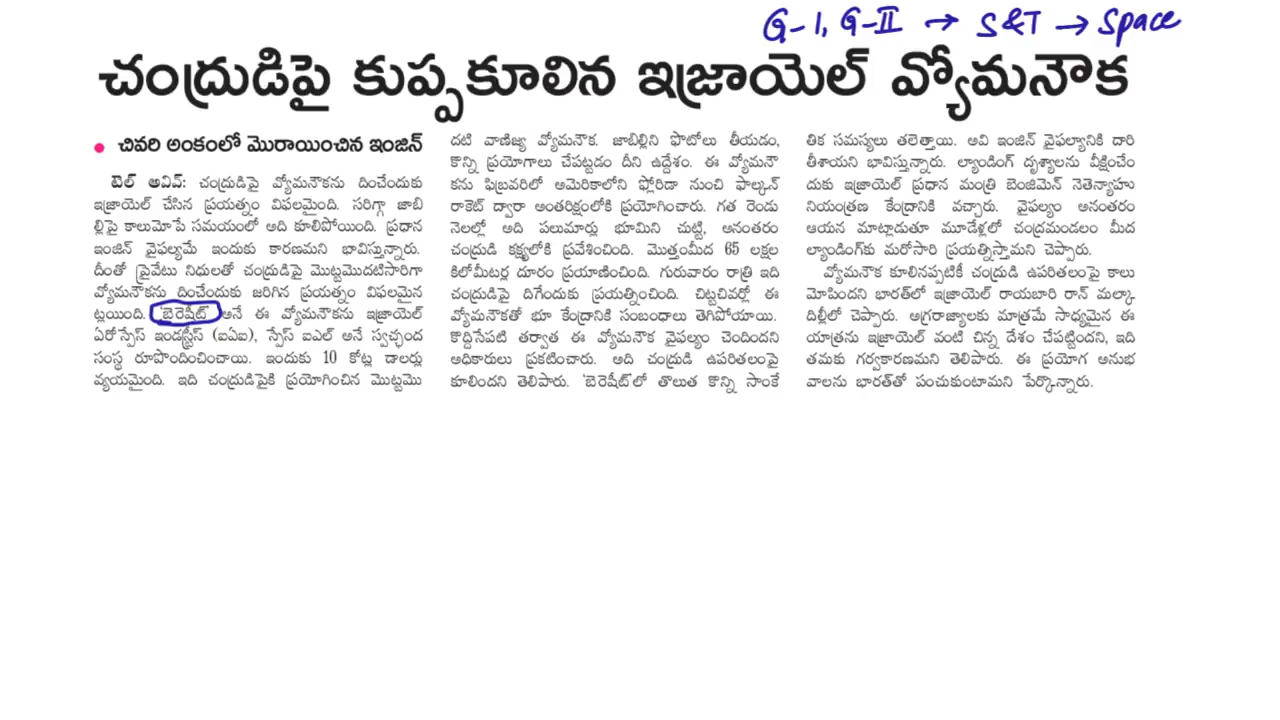 G-I, G-II → S&T → Space
చంద్రుడిపై కుప్పకూలిన ఇజ్రాయెల్ వ్యోమనౌక
• చివరి అంకంలో మొరాయించిన ఇంజిన్
టెల్ అవివ్: చంద్రుడిపై వ్యోమనౌకను దించేందుకు
ఇజ్రాయెల్ చేసిన ప్రయత్నం విఫలమైంది. సరిగ్గా జాబి
ల్లిపై కాలుమోపే సమయంలో అది కూలిపోయింది. ప్రధాన
ఇంజిన్ వైఫల్యమే ఇందుకు కారణమని భావిస్తున్నారు.
దీంతో ప్రైవేటు నిధులతో చంద్రుడిపై మొట్టమొదటిసారిగా
వ్యోమనౌకను దించేందుకు జరిగిన ప్రయత్నం విఫలమైన
ట్లయింది. ‘బెరెషీట్’ అనే ఈ వ్యోమనౌకను ఇజ్రాయెల్
ఏరోస్పేస్ ఇండస్ట్రీస్ (ఐఏఐ), స్పేస్ ఐఎల్ అనే స్వచ్ఛంద
సంస్థ రూపొందించించాయి. ఇందుకు 10 కోట్ల డాలర్లు
వ్యయమైంది. ఇది చంద్రుడిపైకి ప్రయోగించిన మొట్టమొ
దటి వాణిజ్య వ్యోమనౌక. జాబిల్లిని ఫొటోలు తీయడం,
కొన్ని ప్రయోగాలు చేపట్టడం దీని ఉద్దేశం. ఈ వ్యోమనౌ
కను ఫిబ్రవరిలో అమెరికాలోని ఫ్లోరిడా నుంచి ఫాల్కన్
రాకెట్ ద్వారా అంతరిక్షంలోకి ప్రయోగించారు. గత రెండు
నెలల్లో అది పలుమార్లు భూమిని చుట్టి, అనంతరం
చంద్రుడి కక్ష్యలోకి ప్రవేశించింది. మొత్తంమీద 65 లక్షల
కిలోమీటర్ల దూరం ప్రయాణించింది. గురువారం రాత్రి ఇది
చంద్రుడిపై దిగేందుకు ప్రయత్నించింది. చిట్టచివర్లో ఈ
వ్యోమనౌకతో భూ కేంద్రానికి సంబంధాలు తెగిపోయాయి.
కొద్దిసేపటి తర్వాత ఈ వ్యోమనౌక వైఫల్యం చెందిందని
అధికారులు ప్రకటించారు. అది చంద్రుడి ఉపరితలంపై
కూలిందని తెలిపారు. ‘బెరెషీట్’లో తొలుత కొన్ని సాంకే
తిక సమస్యలు తలెత్తాయి. అవి ఇంజిన్ వైఫల్యానికి దారి
తీశాయని భావిస్తున్నారు. ల్యాండింగ్ దృశ్యాలను వీక్షించేం
దుకు ఇజ్రాయెల్ ప్రధాన మంత్రి బెంజిమెన్ నెతెన్యాహు
నియంత్రణ కేంద్రానికి వచ్చారు. వైఫల్యం అనంతరం
ఆయన మాట్లాడుతూ మూడేళ్లలో చంద్రమండలం మీద
ల్యాండింగ్‌కు మరోసారి ప్రయత్నిస్తామని చెప్పారు.
వ్యోమనౌక కూలినప్పటికీ చంద్రుడి ఉపరితలంపై కాలు
మోపిందని భారత్‌లో ఇజ్రాయెల్ రాయబారి రాన్ మల్కా
దిల్లీలో చెప్పారు. అగ్రరాజ్యాలకు మాత్రమే సాధ్యమైన ఈ
యాత్రను ఇజ్రాయెల్ వంటి చిన్న దేశం చేపట్టిందని, ఇది
తమకు గర్వకారణమని తెలిపారు. ఈ ప్రయోగ అనుభ
వాలను భారత్‌తో పంచుకుంటామని పేర్కొన్నారు.